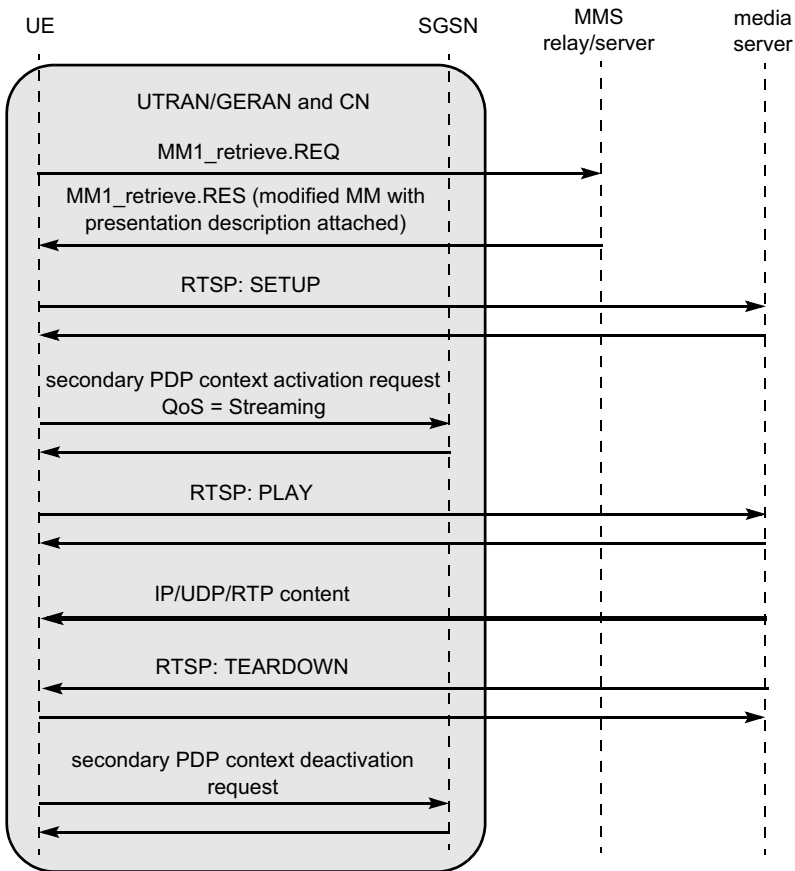 UE
SGSN
MMS
relay/server
media
server
UTRAN/GERAN and CN
MM1_retrieve.REQ
MM1_retrieve.RES (modified MM with
presentation description attached)
RTSP: SETUP
secondary PDP context activation request
QoS = Streaming
RTSP: PLAY
IP/UDP/RTP content
RTSP: TEARDOWN
secondary PDP context deactivation
request